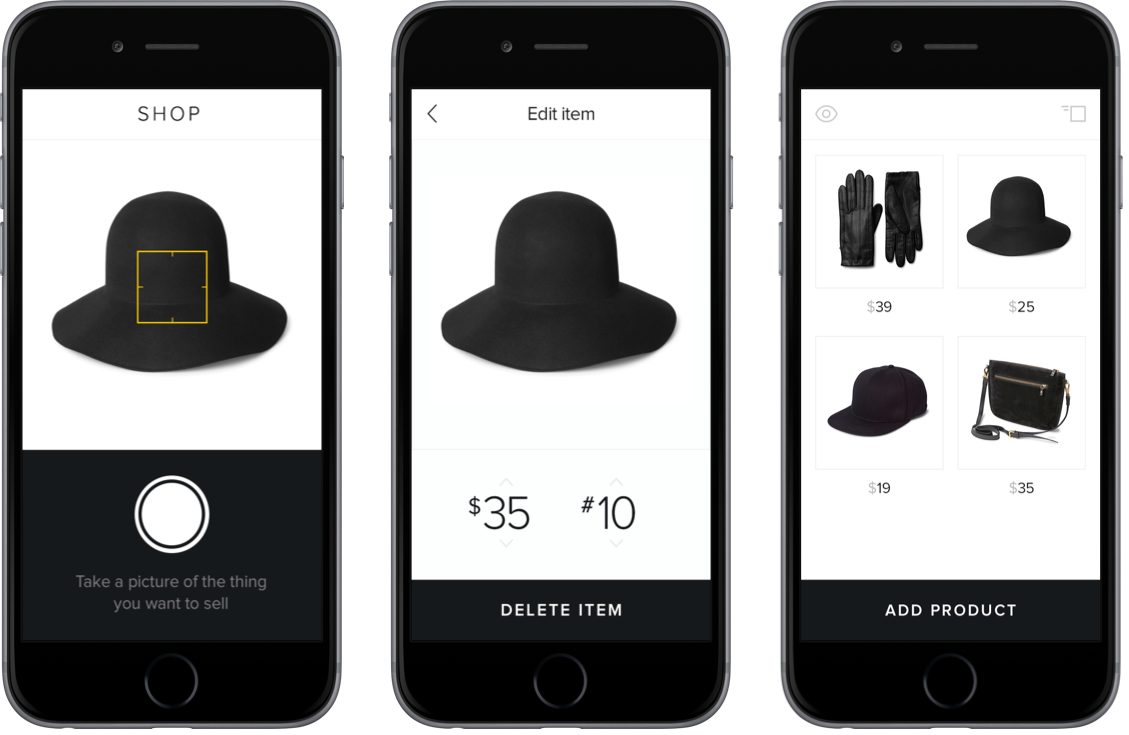 SHOP
Take a picture of the thing
you want to sell
Edit item
$35 #10
DELETE ITEM
$39 $25
$19 $35
ADD PRODUCT